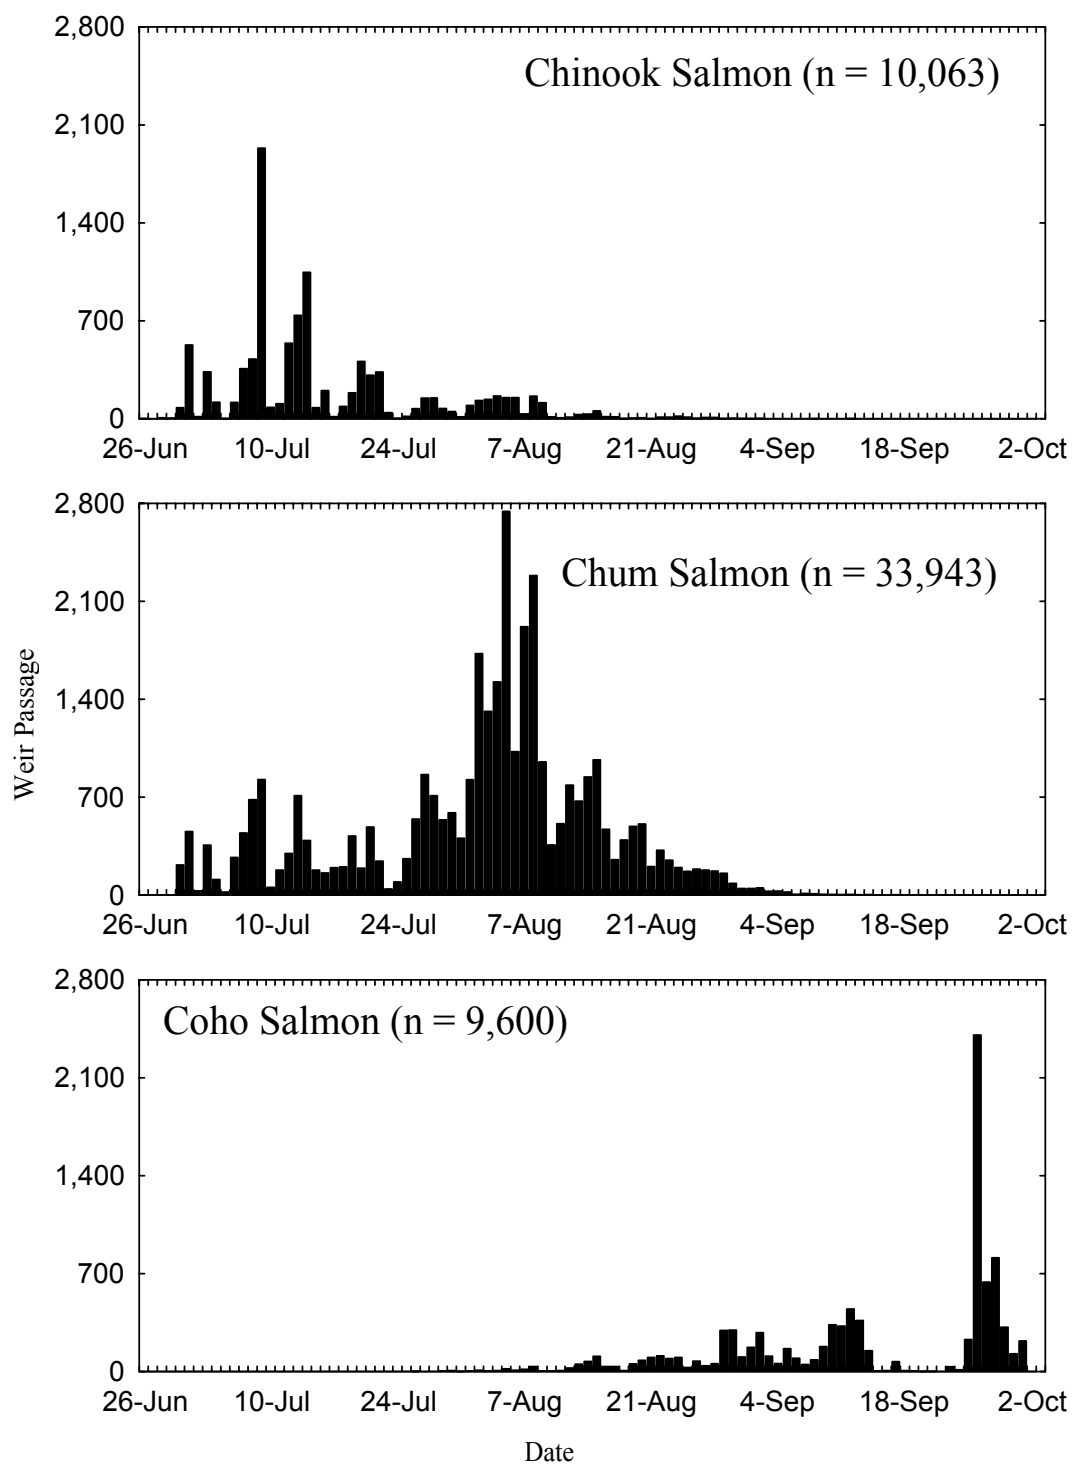 2,800
Chinook Salmon (n = 10,063)
2,100
1,400
700
0
26-Jun 10-Jul 24-Jul 7-Aug 21-Aug 4-Sep 18-Sep 2-Oct
2,800
Chum Salmon (n = 33,943)
2,100
Weir Passage
1,400
700
0
26-Jun 10-Jul 24-Jul 7-Aug 21-Aug 4-Sep 18-Sep 2-Oct
2,800
Coho Salmon (n = 9,600)
2,100
1,400
700
0
26-Jun 10-Jul 24-Jul 7-Aug 21-Aug 4-Sep 18-Sep 2-Oct
Date